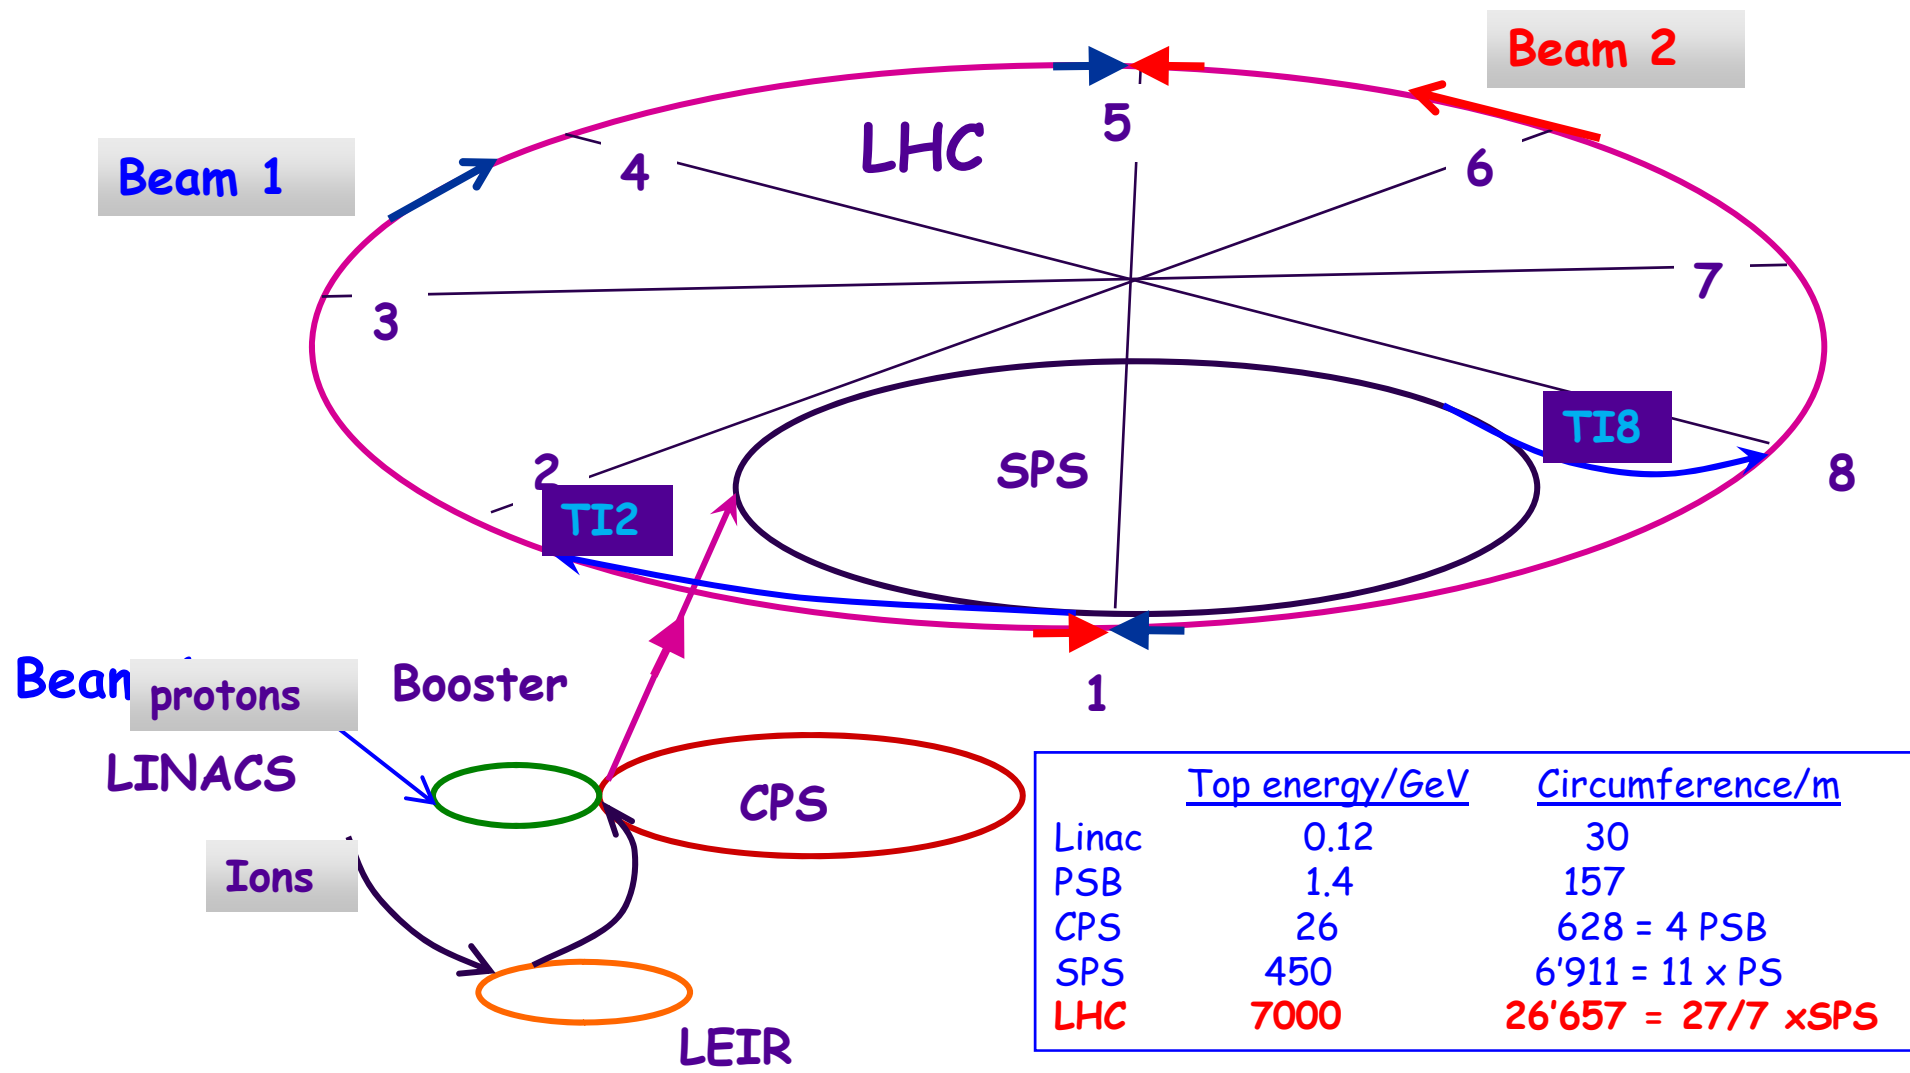 Beam 2
5
LHC
4
6
Beam 1
7
3
TI8
2
SPS
8
TI2
1
protons
Booster
LINACS
CPS
Ions
LEIR
Top energy/GeV Circumference/m
Linac 0.12 30
PSB 1.4 157
CPS 26 628 = 4 PSB
SPS 450 6'911 = 11 x PS
LHC 7000 26'657 = 27/7 xSPS